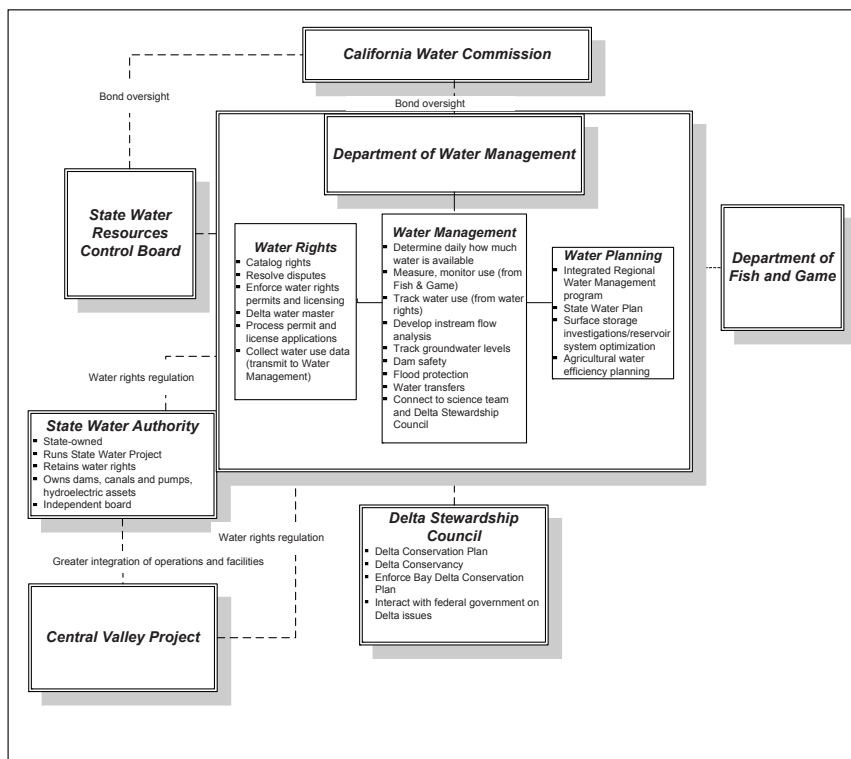 California Water Commission
Bond oversight
Bond oversight
Department of Water Management
State Water
Resources
Control Board
Water Rights
▪ Catalog rights
▪ Resolve disputes
▪ Enforce water rights
permits and licensing
▪ Delta water master
▪ Process permit and
license applications
▪ Collect water use data
(transmit to Water
Management)
Water Management
▪ Determine daily how much
water is available
▪ Measure, monitor use (from
Fish & Game)
▪ Track water use (from water
rights)
▪ Develop instream flow
analysis
▪ Track groundwater levels
▪ Dam safety
▪ Flood protection
▪ Water transfers
▪ Connect to science team
and Delta Stewardship
Council
Water Planning
▪ Integrated Regional
Water Management
program
▪ State Water Plan
▪ Surface storage
investigations/reservoir
system optimization
▪ Agricultural water
efficiency planning
Department of
Fish and Game
Water rights regulation
State Water Authority
▪ State-owned
▪ Runs State Water Project
▪ Retains water rights
▪ Owns dams, canals and pumps,
hydroelectric assets
▪ Independent board
Water rights regulation
Greater integration of operations and facilities
Central Valley Project
Delta Stewardship
Council
▪ Delta Conservation Plan
▪ Delta Conservancy
▪ Enforce Bay Delta Conservation
Plan
▪ Interact with federal government on
Delta issues